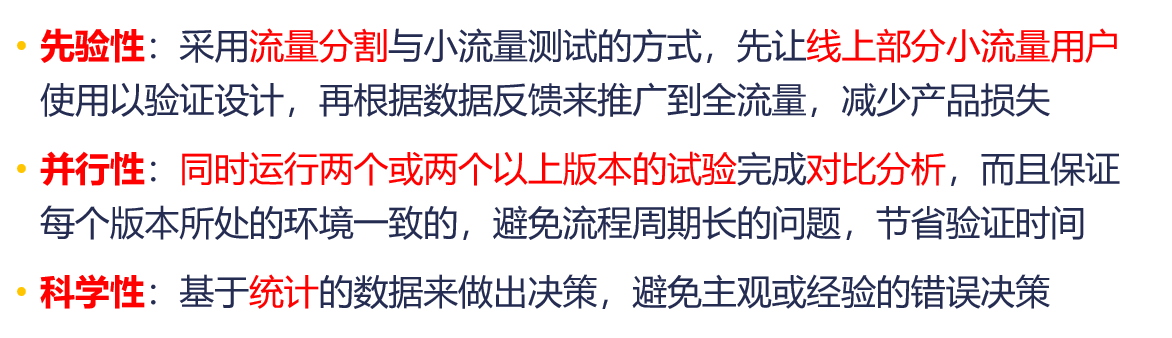 • 先验性：采用流量分割与小流量测试的方式，先让线上部分小流量用户
使用以验证设计，再根据数据反馈来推广到全流量，减少产品损失
• 并行性：同时运行两个或两个以上版本的试验完成对比分析，而且保证
每个版本所处的环境一致的，避免流程周期长的问题，节省验证时间
• 科学性：基于统计的数据来做出决策，避免主观或经验的错误决策